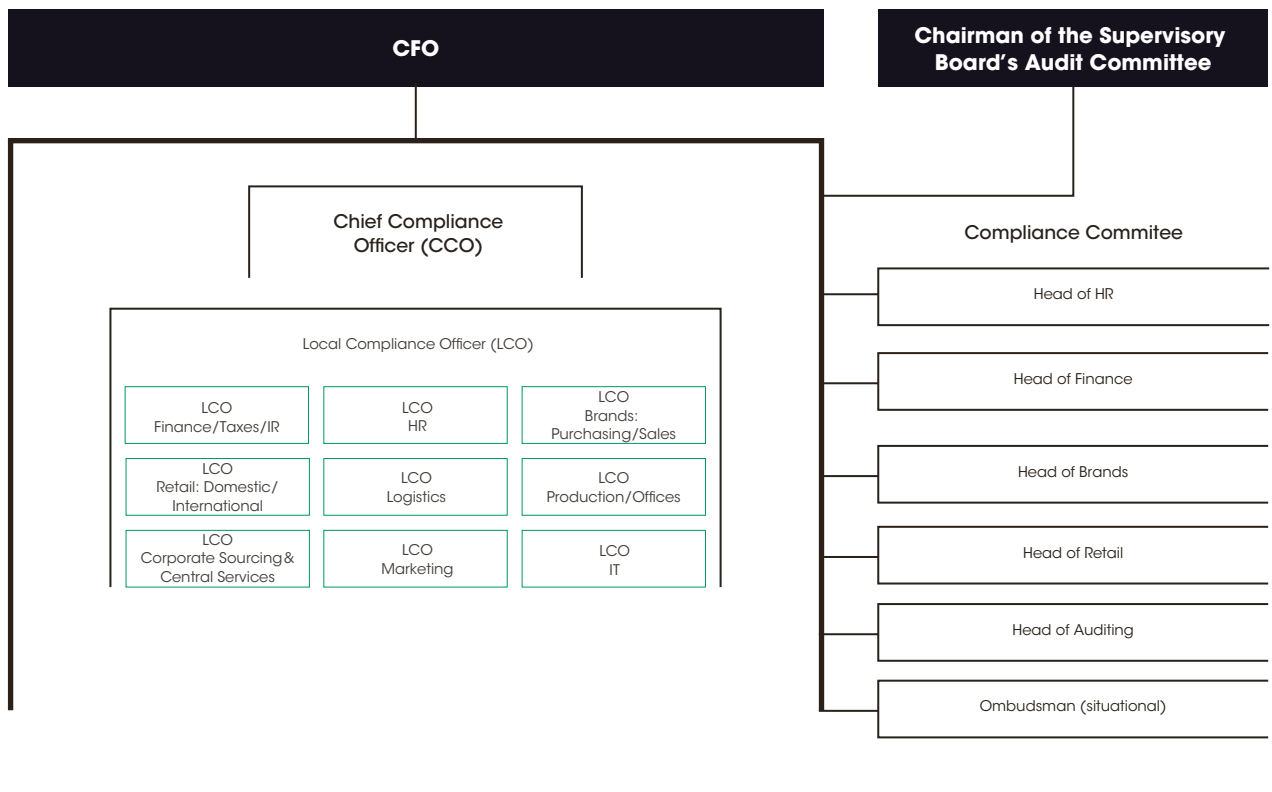 CFO
Chairman of the Supervisory
Board's Audit Committee
Chief Compliance
Officer (CCO)
Compliance Commitee
Local Compliance Officer (LCO)
LCO
Finance/Taxes/IR
LCO
HR
LCO
Brands:
Purchasing/Sales
LCO
Retail: Domestic/
International
LCO
Logistics
LCO
Production/Offices
LCO
Corporate Sourcing &
Central Services
LCO
Marketing
LCO
IT
Head of HR
Head of Finance
Head of Brands
Head of Retail
Head of Auditing
Ombudsman (situational)